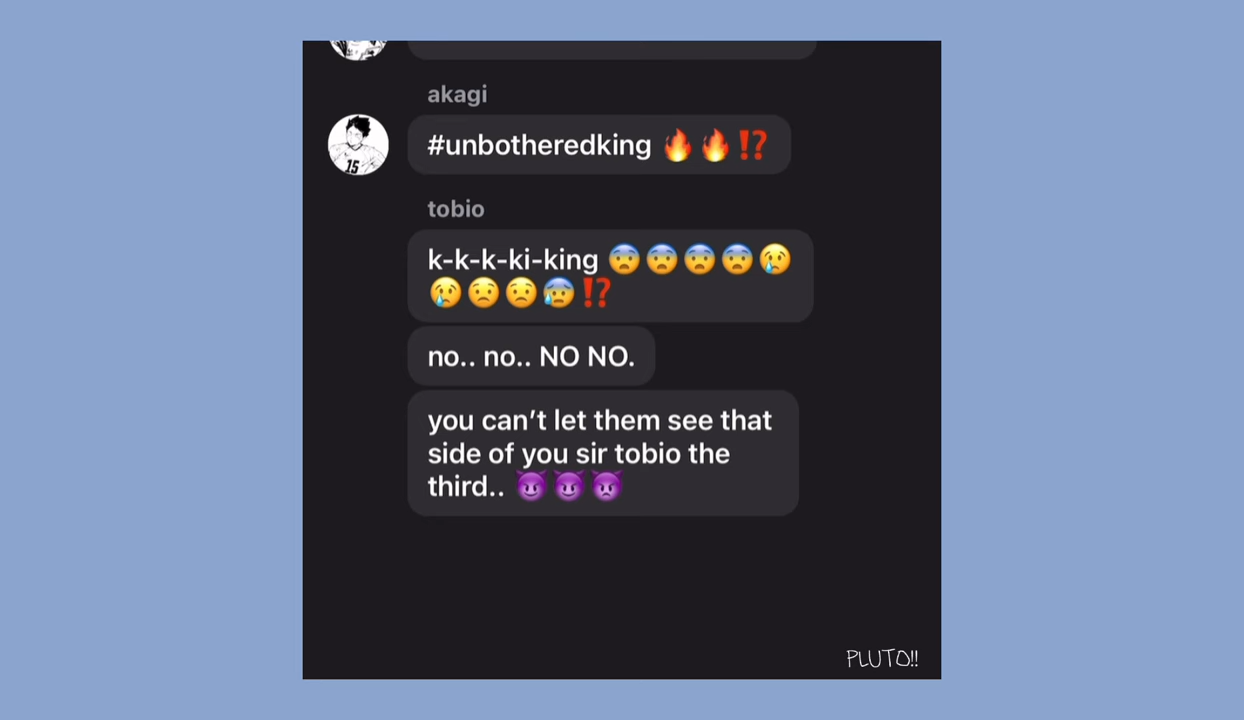 akagi
#unbotheredking 🔥🔥⁉️
15
tobio
k-k-k-ki-king 😨😨😨😨😢
😢😟😟😰⁉️
no.. no.. NO NO.
you can’t let them see that
side of you sir tobio the
third.. 😈😈👿
PLUTO!!